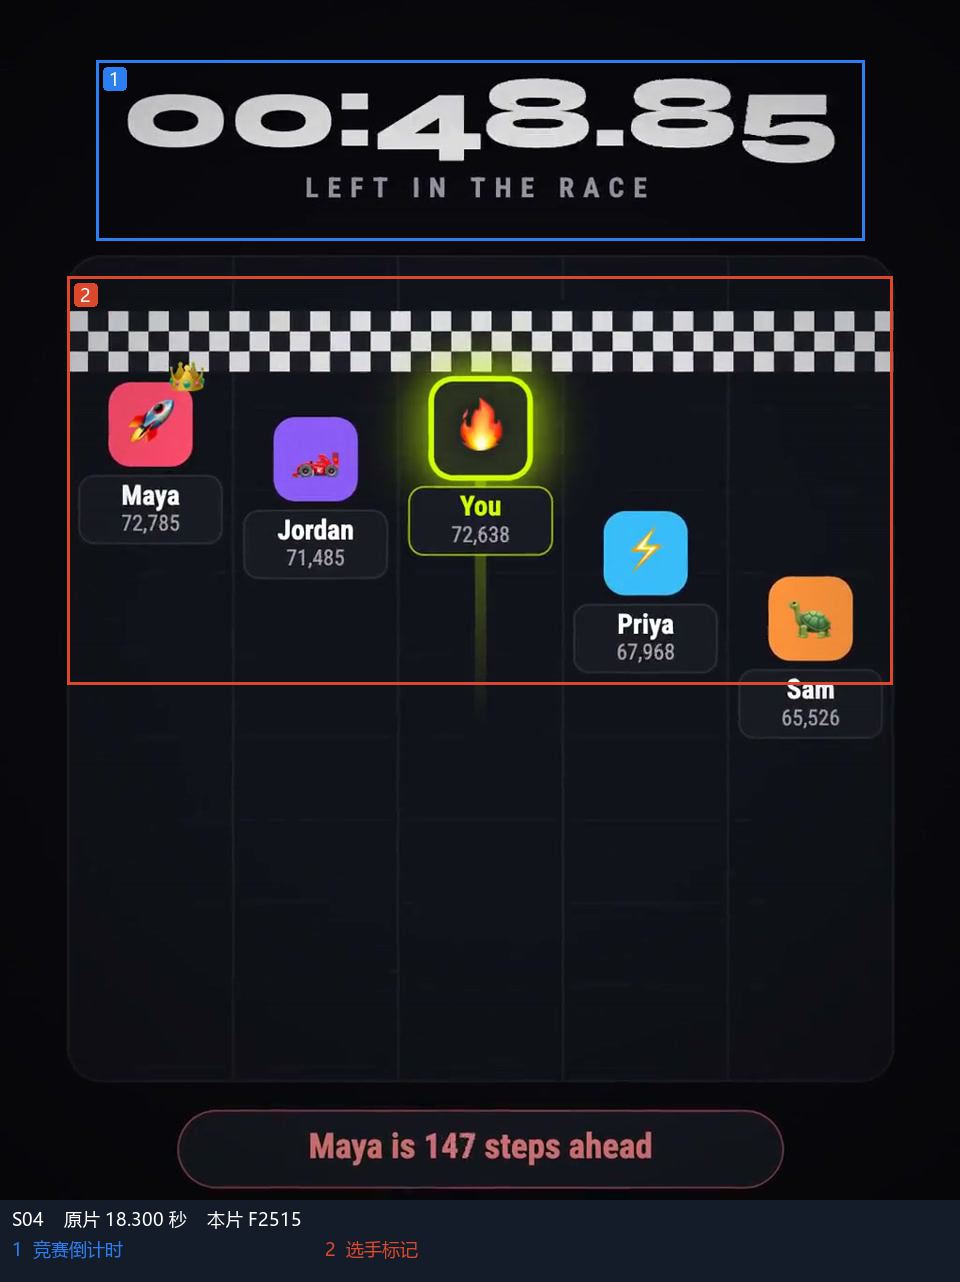 1
00:48.85
LEFT IN THE RACE
2
Maya
72,785
Jordan
71,485
You
72,638
Priya
67,968
Sam
65,526
Maya is 147 steps ahead
S04 原片 18.300 秒 本片 F2515
1 竞赛倒计时 2 选手标记